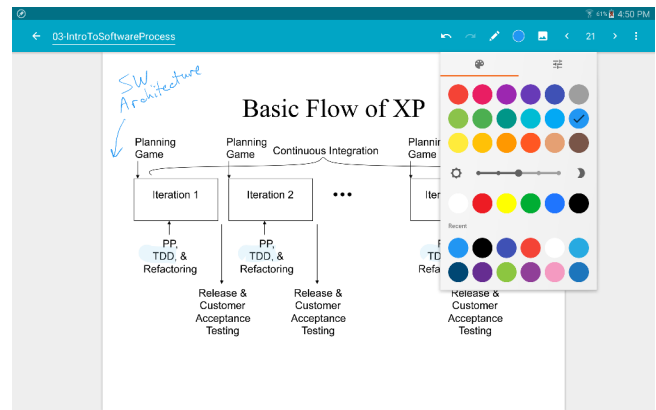 61% 4:50 PM
03-IntroToSoftwareProcess
21
SW
Architecture
Basic Flow of XP
Planning
Game
Planning
Game
Continuous Integration
Game
Iteration 1
Iteration 2
•••
PP,
TDD, &
Refactoring
PP,
TDD, &
Refactoring
Release &
Customer
Acceptance
Testing
Release &
Customer
Acceptance
Testing
Release &
Customer
Acceptance
Testing
Recent